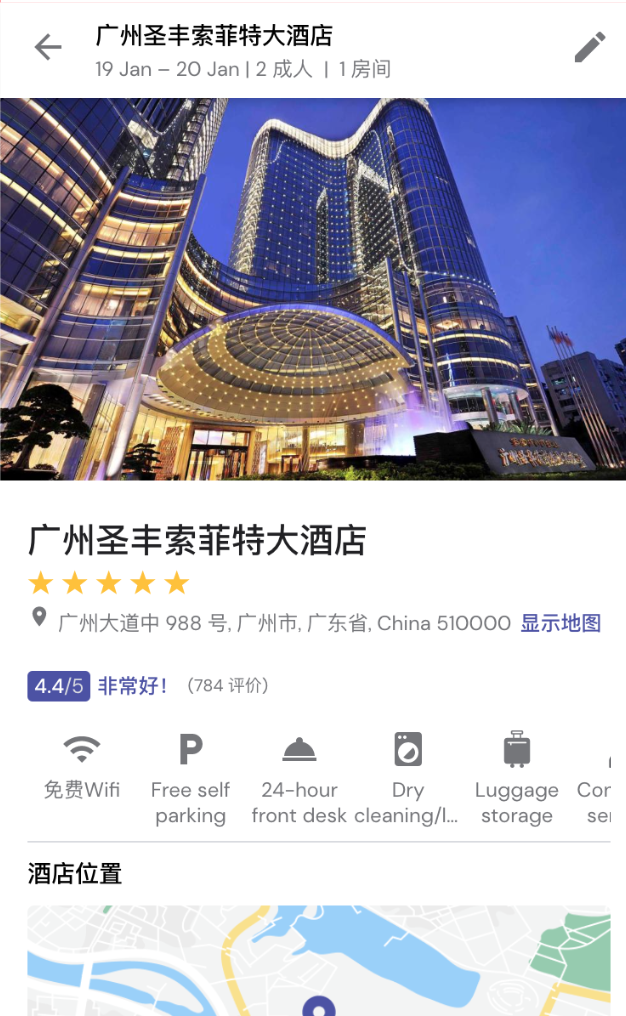 广州圣丰索菲特大酒店
19 Jan – 20 Jan | 2 成人 | 1 房间
广州圣丰索菲特大酒店
广州大道中 988 号, 广州市, 广东省, China 510000 显示地图
4.4/5 非常好! (784 评价)
免费Wifi
Free self parking
24-hour front desk
Dry cleaning/l...
Luggage storage
酒店位置